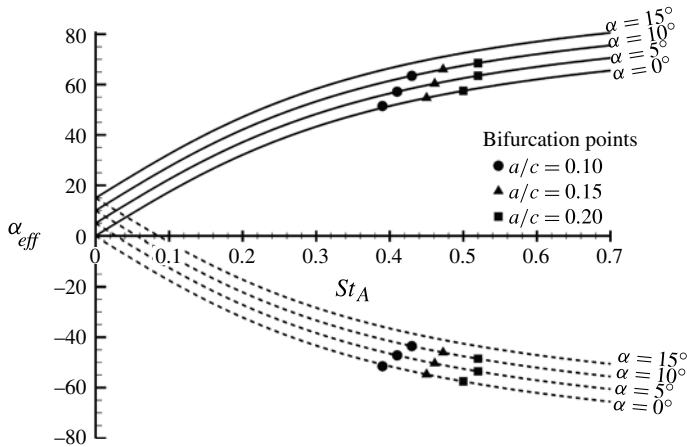 80
α = 15°
α = 10°
α = 5°
α = 0°
60
40
Bifurcation points
a/c = 0.10
a/c = 0.15
a/c = 0.20
20
α_eff
0
0 0.1 0.2 0.3 0.4 0.5 0.6 0.7
St_A
–20
–40
α = 15°
α = 10°
α = 5°
α = 0°
–60
–80